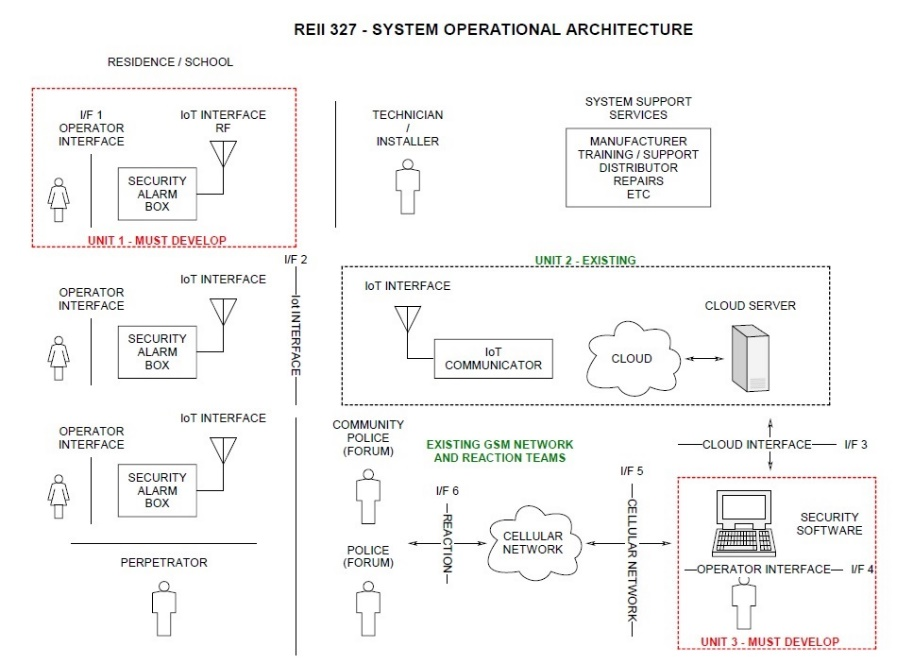 REII 327 - SYSTEM OPERATIONAL ARCHITECTURE
RESIDENCE / SCHOOL
I/F 1
OPERATOR
INTERFACE
IoT INTERFACE
RF
SECURITY
ALARM
BOX
UNIT 1 - MUST DEVELOP
TECHNICIAN
/
INSTALLER
SYSTEM SUPPORT
SERVICES
MANUFACTURER
TRAINING / SUPPORT
DISTRIBUTOR
REPAIRS
ETC
I/F 2
Iot INTERFACE
OPERATOR
INTERFACE
IoT INTERFACE
SECURITY
ALARM
BOX
UNIT 2 - EXISTING
IoT INTERFACE
IoT
COMMUNICATOR
CLOUD
CLOUD SERVER
OPERATOR
INTERFACE
IoT INTERFACE
SECURITY
ALARM
BOX
PERPETRATOR
COMMUNITY
POLICE
(FORUM)
EXISTING GSM NETWORK
AND REACTION TEAMS
I/F 6
REACTION
POLICE
(FORUM)
CELLULAR
NETWORK
I/F 5
CELLULAR NETWORK
CLOUD INTERFACE
I/F 3
SECURITY
SOFTWARE
OPERATOR INTERFACE
I/F 4
UNIT 3 - MUST DEVELOP